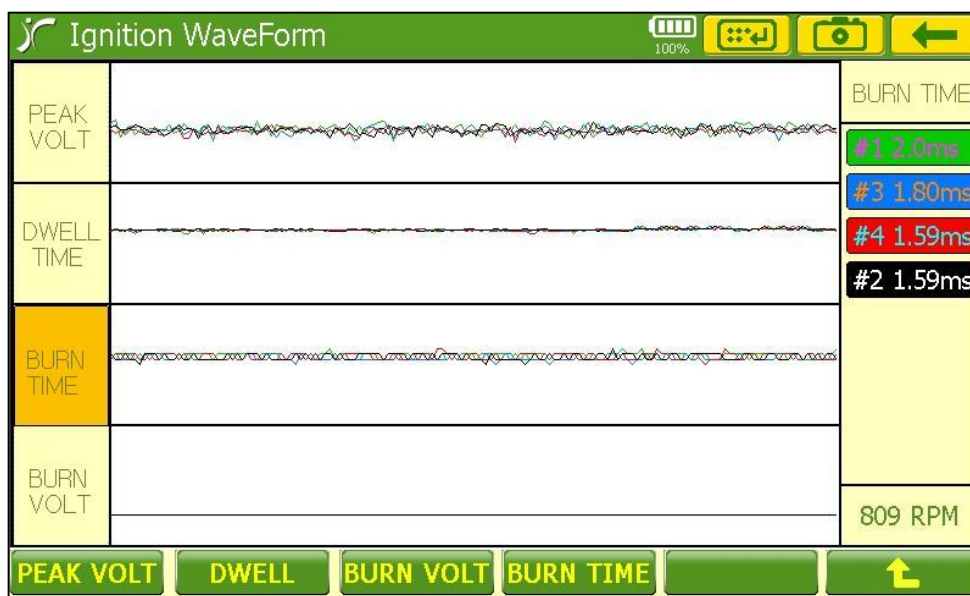 Ignition WaveForm
100%
PEAK
VOLT
DWELL
TIME
BURN
TIME
BURN
VOLT
BURN TIME
#1 2.0ms
#3 1.80ms
#4 1.59ms
#2 1.59ms
809 RPM
PEAK VOLT
DWELL
BURN VOLT
BURN TIME